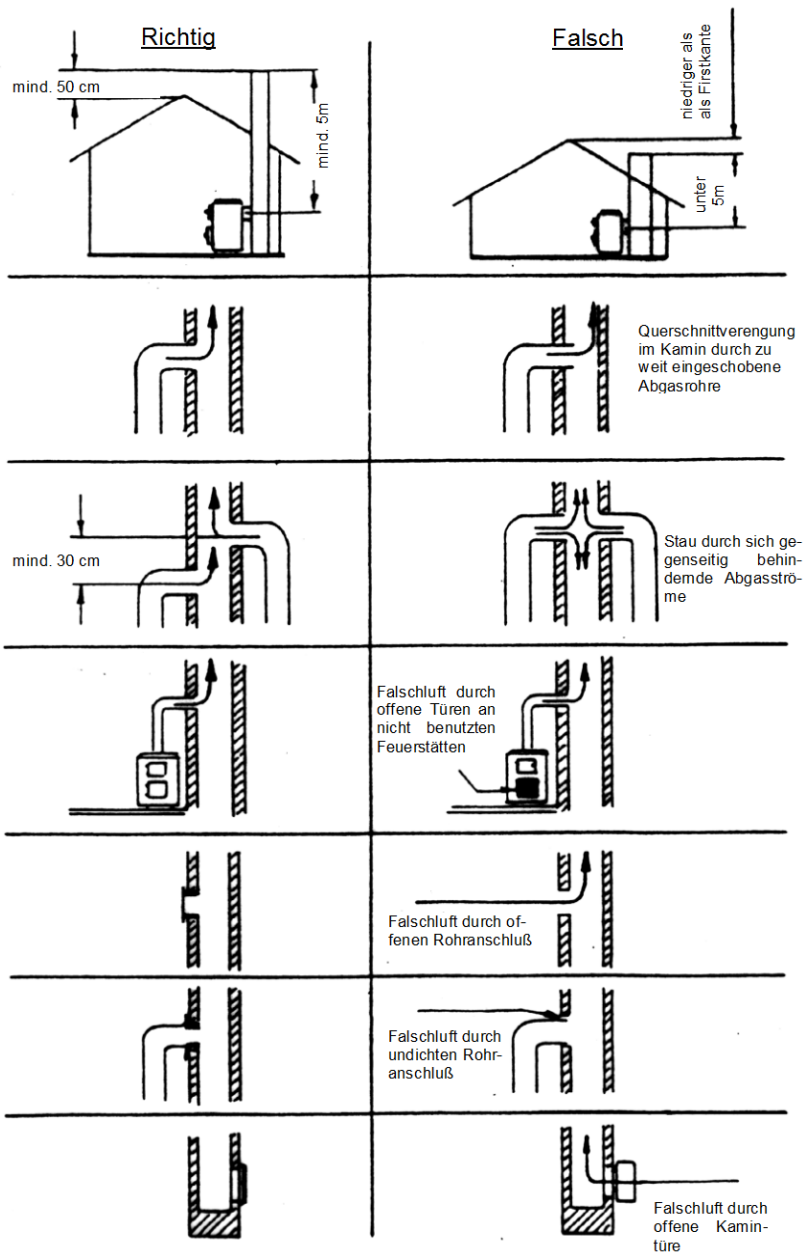 Richtig
Falsch
mind. 50 cm
mind. 5m
niedriger als
als Firstkante
unter
5m
Querschnittverengung
im Kamin durch zu
weit eingeschobene
Abgasrohre
mind. 30 cm
Stau durch sich ge-
genseitig behin-
dernde Abgasströ-
me
Falschluft durch
offene Türen an
nicht benutzten
Feuerstätten
Falschluft durch of-
fenen Rohranschluß
Falschluft durch
undichten Rohr-
anschluß
Falschluft durch
offene Kamin-
türe